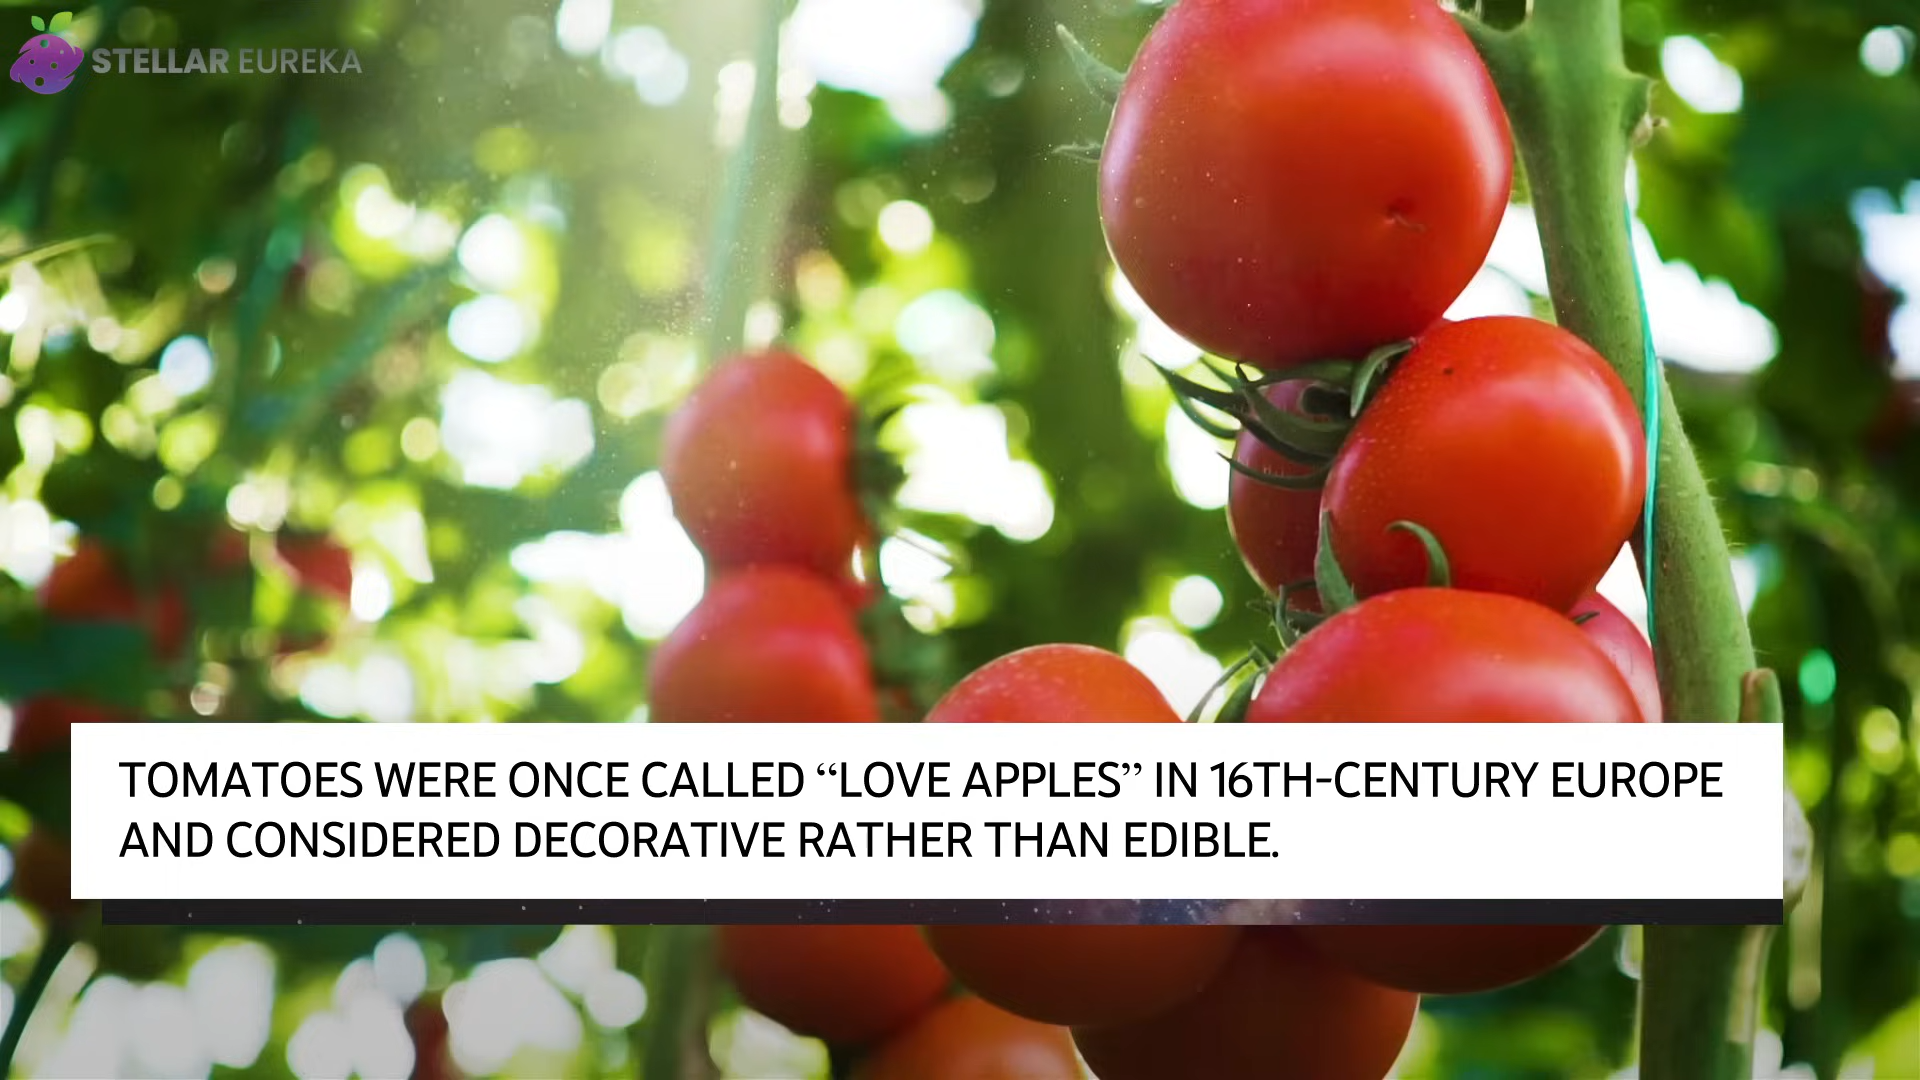 STELLAR EUREKA
TOMATOES WERE ONCE CALLED “LOVE APPLES” IN 16TH-CENTURY EUROPE
AND CONSIDERED DECORATIVE RATHER THAN EDIBLE.